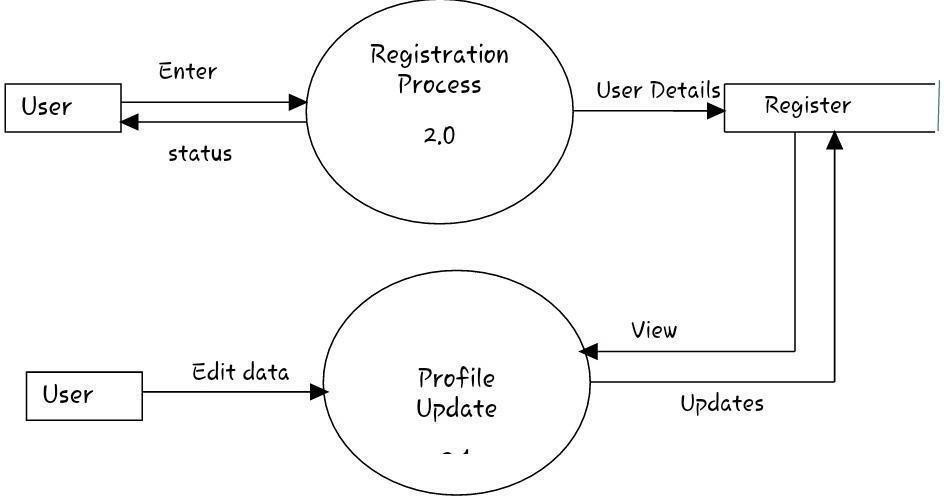 Registration
Process
2.0
Enter
User
status
User Details
Register
View
Updates
Edit data
User
Profile
Update